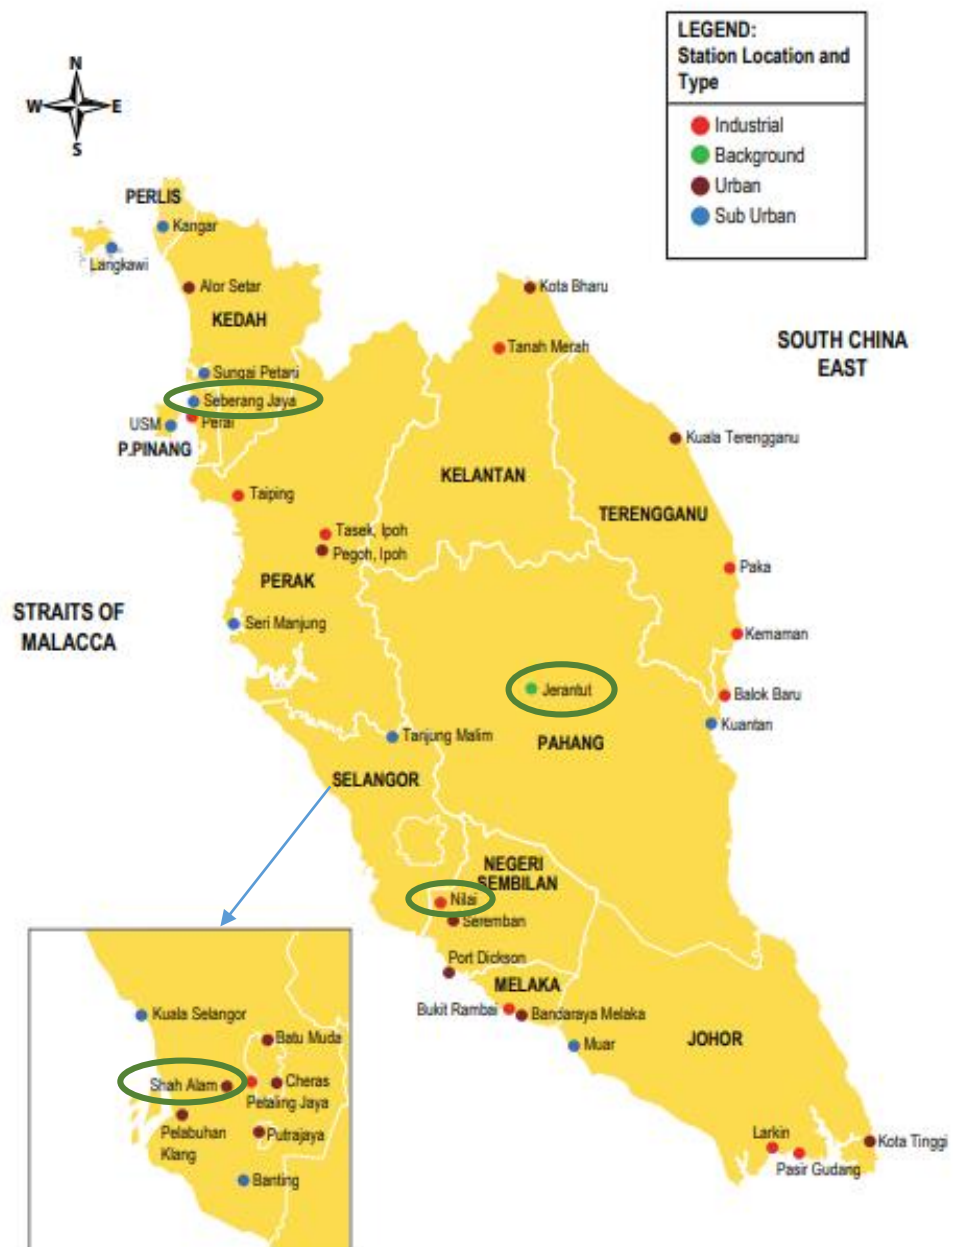 LEGEND:
Station Location and
Type
Industrial
Background
Urban
Sub Urban
N
W
E
S
PERLIS
Kangar
Langkawi
Alor Setar
KEDAH
Kota Bharu
Tanah Merah
SOUTH CHINA
EAST
Sungai Petani
Seberang Jaya
Perai
USM
P.PINANG
Kuala Terengganu
KELANTAN
Taiping
TERENGGANU
Tasek, Ipoh
Pegoh, Ipoh
PERAK
Paka
STRAITS OF
MALACCA
Seri Manjung
Kemaman
Jerantut
Balok Baru
Kuantan
Tanjung Malim
PAHANG
SELANGOR
NEGERI
SEMBILAN
Nilai
Seremban
Port Dickson
MELAKA
Bukit Rambai
Bandaraya Melaka
Muar
JOHOR
Kuala Selangor
Batu Muda
Shah Alam
Cheras
Petaling Jaya
Pelabuhan
Klang
Putrajaya
Banting
Larkin
Pasir Gudang
Kota Tinggi